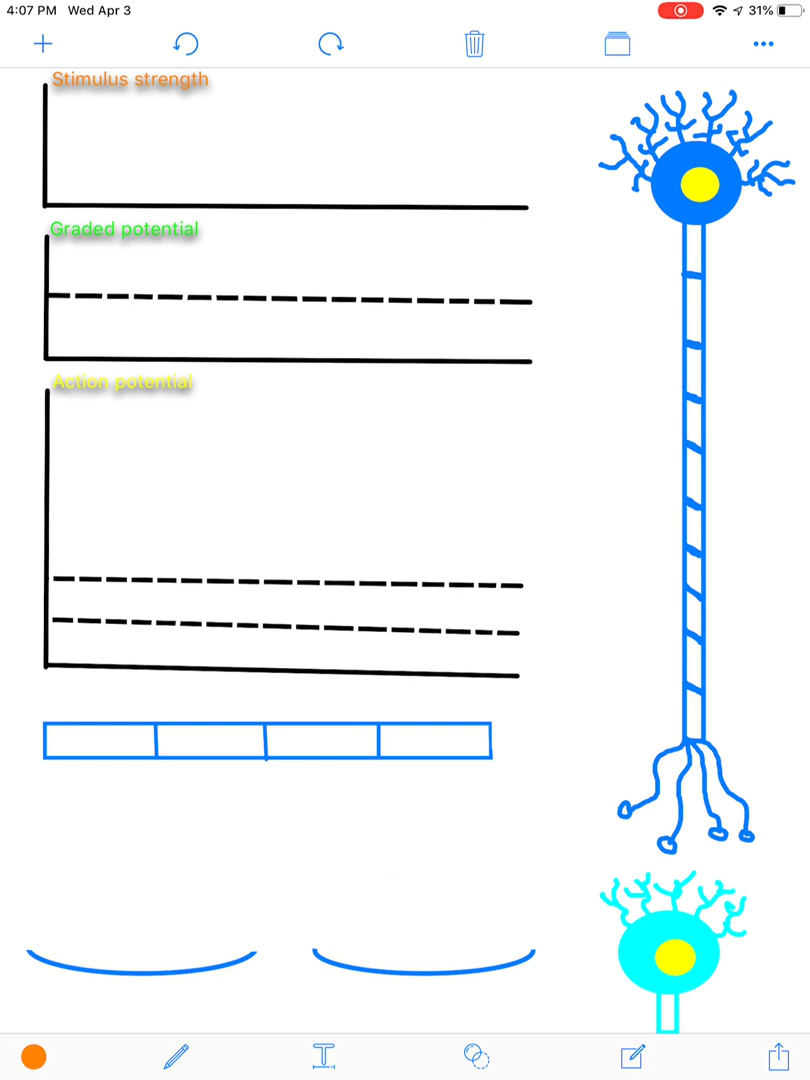 4:07 PM Wed Apr 3
31%
Stimulus strength
Graded potential
Action potential
T